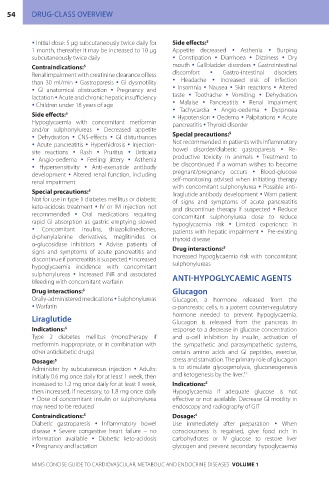 54 DRUG-CLASS OVERVIEW
• Initial dose: 5 μg subcutaneously twice daily for
1 month, thereafter it may be increased to 10 μg
subcutaneously twice daily
Contraindications:5
Renal impairment with creatinine clearance of less
than 30 ml/min • Gastroparesis • GI dysmotility
• GI anatomical obstruction • Pregnancy and
lactation • Acute and chronic hepatic insufficiency
• Children under 18 years of age
Side effects:5
Hypoglycaemia with concomitant metformin
and/or sulphonylureas • Decreased appetite
• Dehydration • CNS-effects • GI disturbances
• Acute pancreatitis • Hyperhidrosis • Injection-
site reactions • Rash • Pruritus • Urticaria
• Angio-oedema • Feeling jittery • Asthenia
• Hypersensitivity • Anti-exenatide antibody
development • Altered renal function, including
renal impairment
Special precautions:5
Not for use in type II diabetes mellitus or diabetic
keto-acidosis treatment • IV or IM injection not
recommended • Oral medications requiring
rapid GI absorption as gastric emptying slowed
• Concomitant insulins, thiazolidinediones,
dephenylalanine derivatives, meglitinides or
α-glucosidase inhibitors • Advise patients of
signs and symptoms of acute pancreatitis and
discontinue if pancreatitis is suspected • Increased
hypoglycaemia incidence with concomitant
sulphonylureas • Increased INR and associated
bleeding with concomitant warfarin
Drug interactions:5
Orally-administered medications • Sulphonylureas
• Warfarin
Liraglutide
Indications:5
Type 2 diabetes mellitus (monotherapy if
metformin inappropriate, or in combination with
other antidiabetic drugs)
Dosage:5
Administer by subcutaneous injection • Adults:
initially 0.6 mg once daily for at least 1 week, then
increased to 1.2 mg once daily for at least 1 week,
then increased, if necessary, to 1.8 mg once daily
• Dose of concomitant insulin or sulphonylurea
may need to be reduced
Contraindications:5
Diabetic gastroparesis • Inflammatory bowel
disease • Severe congestive heart failure – no
information available • Diabetic keto-acidosis
• Pregnancy and lactation
Side effects:5
Appetite decreased • Asthenia • Burping
• Constipation • Diarrhoea • Dizziness • Dry
mouth • Gallbladder disorders • Gastrointestinal
discomfort • Gastro-intestinal disorders
• Headache • Increased risk of infection
• Insomnia • Nausea • Skin reactions • Altered
taste • Toothache • Vomiting • Dehydration
• Malaise • Pancreatitis • Renal impairment
• Tachycardia • Angio-oedema • Dyspnoea
• Hypotension • Oedema • Palpitations • Acute
pancreatitis • Thyroid disorder
Special precautions:5
Not recommended in patients with inflammatory
bowel disorder/diabetic gastroparesis • Re-
productive toxicity in animals • Treatment to
be discontinued if a woman wishes to become
pregnant/pregnancy occurs • Blood-glucose
self-monitoring advised when initiating therapy
with concomitant sulphonylurea • Possible anti-
liraglutide antibody development • Warn patient
of signs and symptoms of acute pancreatitis
and discontinue therapy if suspected • Reduce
concomitant sulphonylurea dose to reduce
hypoglycaemia risk • Limited experience in
patients with hepatic impairment • Pre-existing
thyroid disease
Drug interactions:5
Increased hypoglycaemia risk with concomitant
sulphonylureas
ANTI-HYPOGLYCAEMIC AGENTS
Glucagon
Glucagon, a hormone released from the
α-pancreatic cells, is a potent counter-regulatory
hormone needed to prevent hypoglycaemia.
Glucagon is released from the pancreas in
response to a decrease in glucose concentration
and α-cell inhibition by insulin, activation of
the sympathetic and parasympathetic systems,
certain amino acids and GI peptides, exercise,
stress and starvation. The primary role of glucagon
is to stimulate glycogenolysis, gluconeogenesis
and ketogenesis by the liver.
Indications:5
Hypoglycaemia if adequate glucose is not
effective or not available. Decrease GI motility in
endoscopy and radiography of GIT
Dosage:5
Use immediately after preparation • When
consciousness is regained, give food rich in
carbohydrates or IV glucose to restore liver
glycogen and prevent secondary hypoglycaemia
MIMS CONCISE GUIDE TO CARDIOVASCULAR, METABOLIC AND ENDOCRINE DISEASES VOLUME 1